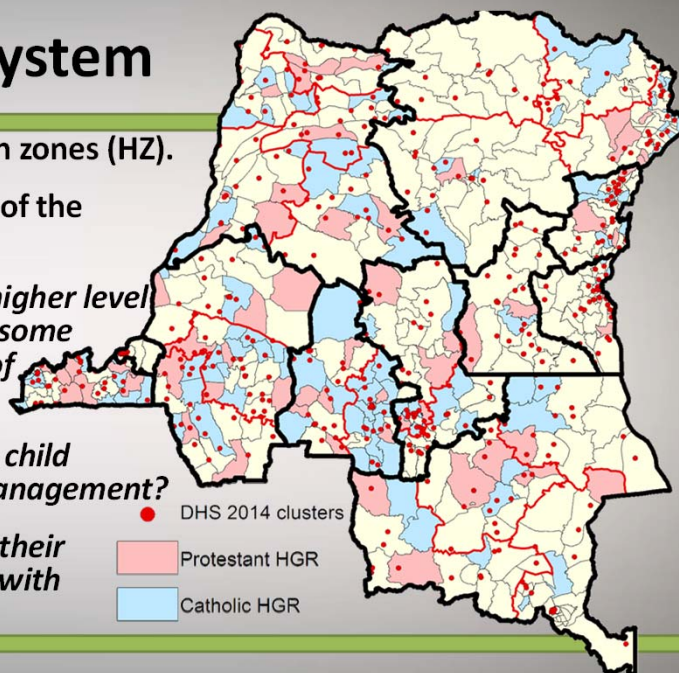 ystem
n zones (HZ).
of the
higher level
some
of
child
anagement?
their
with
DHS 2014 clusters
Protestant HGR
Catholic HGR